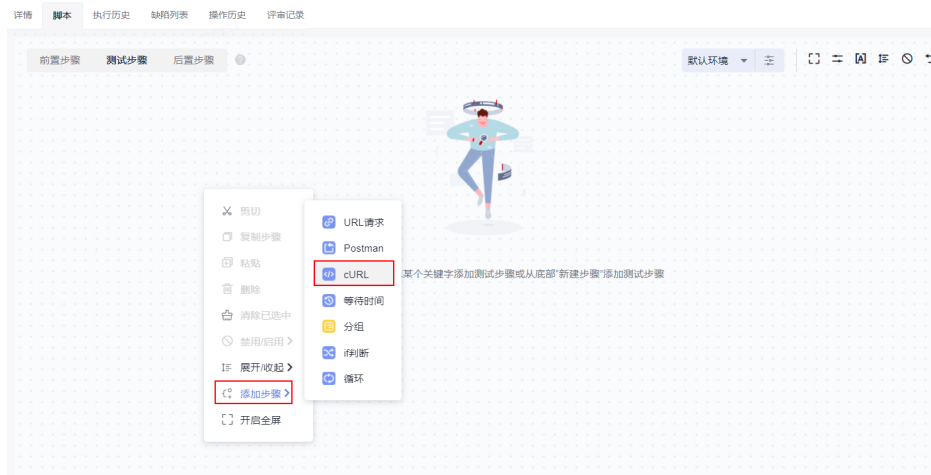 详情 脚本 执行历史 缺陷列表 操作历史 评审记录
前置步骤 测试步骤 后置步骤 默认环境
剪切
复制步骤
粘贴
删除
清除已选中
禁用/启用
展开/收起
添加步骤
开启全屏
URL请求
Postman
cURL
等待时间
分组
if判断
循环
某个关键字添加测试步骤或从底部"新建步骤"添加测试步骤